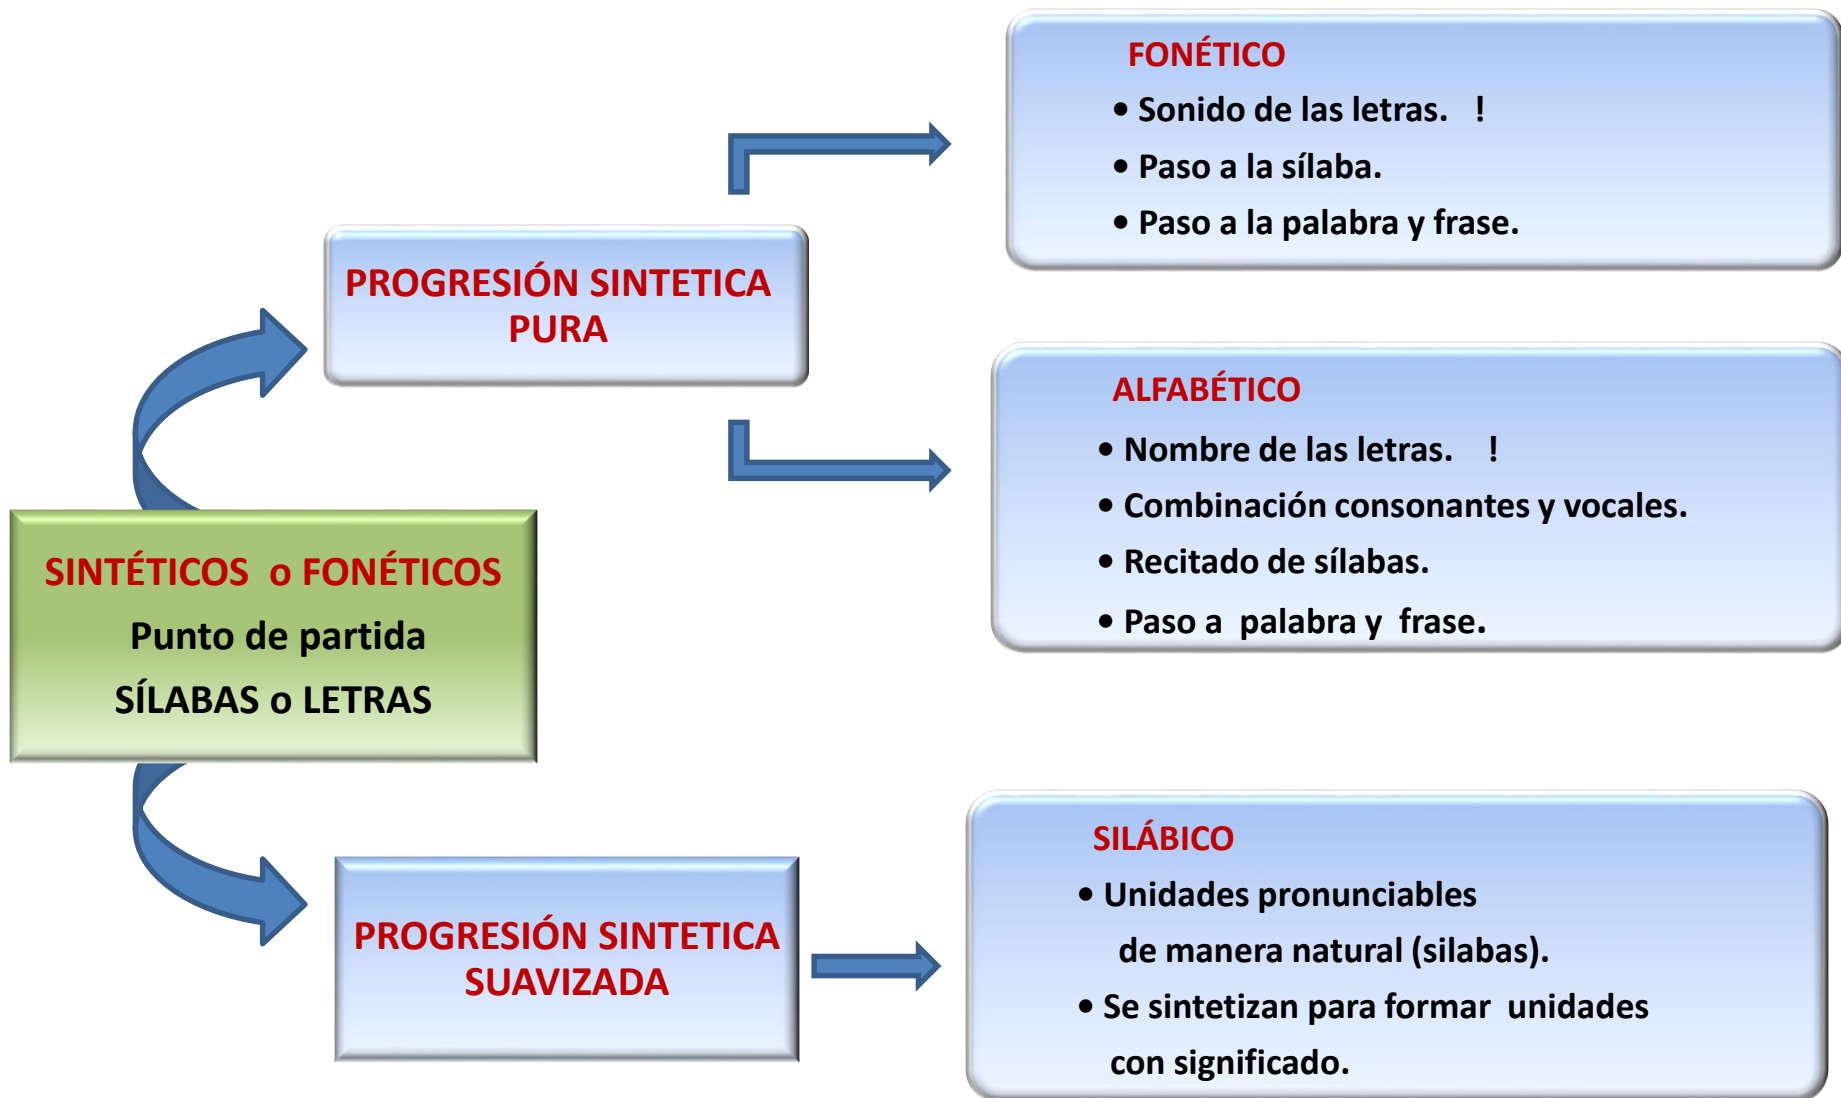 SINTÉTICOS o FONÉTICOS
Punto de partida
SÍLABAS o LETRAS
PROGRESIÓN SINTETICA
PURA
FONÉTICO
• Sonido de las letras. !
• Paso a la sílaba.
• Paso a la palabra y frase.
ALFABÉTICO
• Nombre de las letras. !
• Combinación consonantes y vocales.
• Recitado de sílabas.
• Paso a palabra y frase.
PROGRESIÓN SINTETICA
SUAVIZADA
SILÁBICO
• Unidades pronunciables
de manera natural (silabas).
• Se sintetizan para formar unidades
con significado.